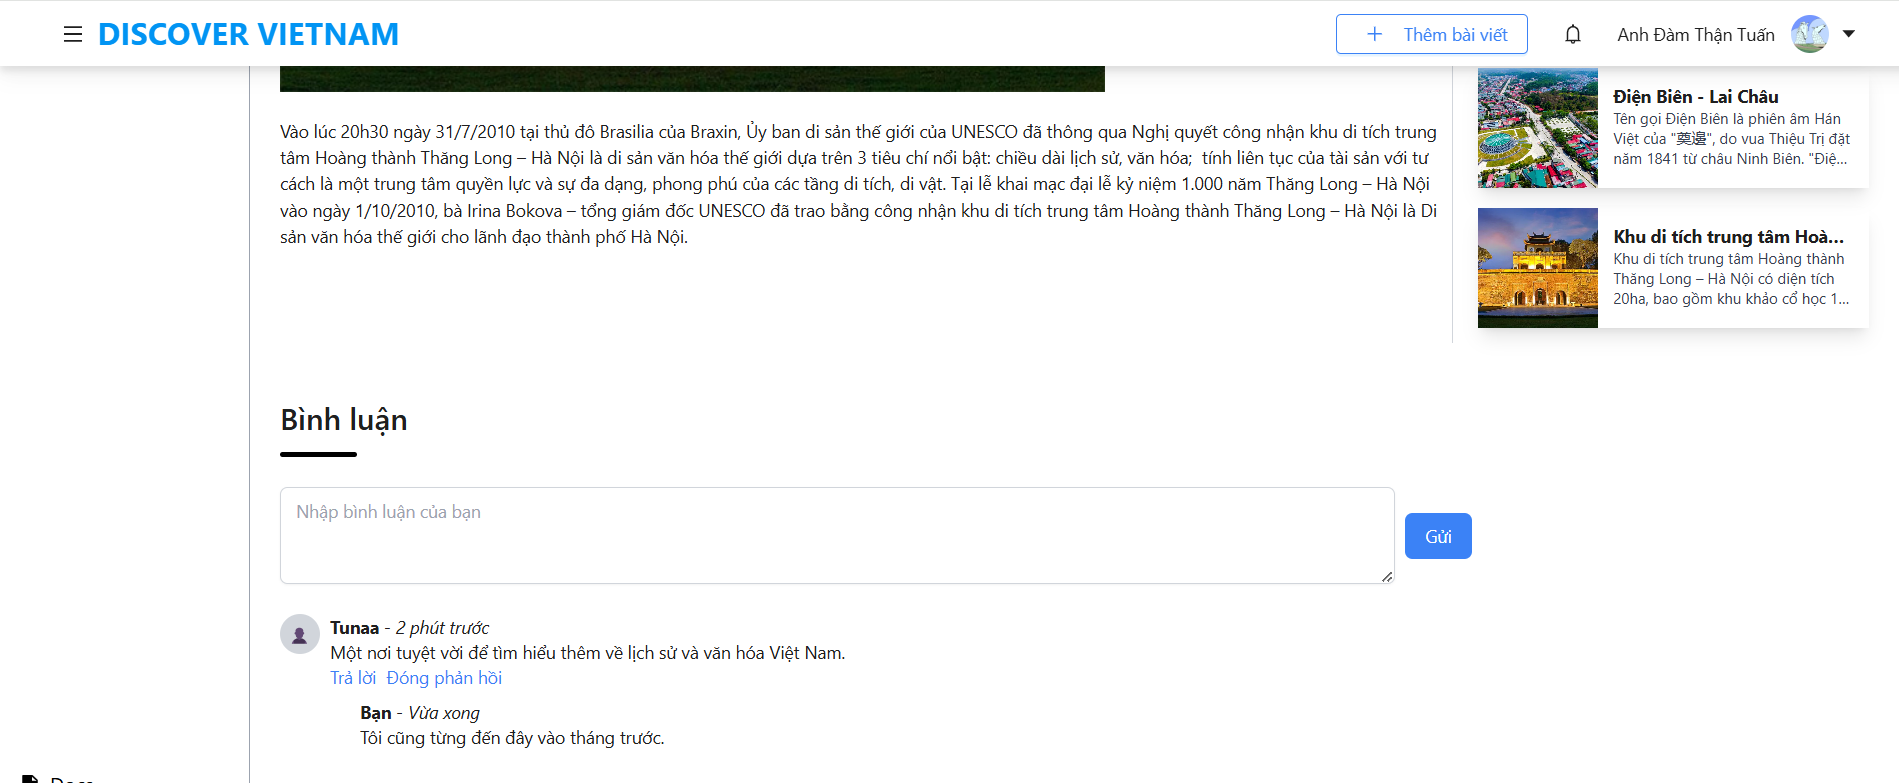 DISCOVER VIETNAM
Thêm bài viết
Anh Đàm Thận Tuấn
Vào lúc 20h30 ngày 31/7/2010 tại thủ đô Brasilia của Braxin, Ủy ban di sản thế giới của UNESCO đã thông qua Nghị quyết công nhận khu di tích trung
tâm Hoàng thành Thăng Long – Hà Nội là di sản văn hóa thế giới dựa trên 3 tiêu chí nổi bật: chiều dài lịch sử, văn hóa;  tính liên tục của tài sản với tư
cách là một trung tâm quyền lực và sự đa dạng, phong phú của các tầng di tích, di vật. Tại lễ khai mạc đại lễ kỷ niệm 1.000 năm Thăng Long – Hà Nội
vào ngày 1/10/2010, bà Irina Bokova – tổng giám đốc UNESCO đã trao bằng công nhận khu di tích trung tâm Hoàng thành Thăng Long – Hà Nội là Di
sản văn hóa thế giới cho lãnh đạo thành phố Hà Nội.
Điện Biên - Lai Châu
Tên gọi Điện Biên là phiên âm Hán
Việt của "奠邊", do vua Thiệu Trị đặt
năm 1841 từ châu Ninh Biên. "Điệ...
Khu di tích trung tâm Hoà...
Khu di tích trung tâm Hoàng thành
Thăng Long – Hà Nội có diện tích
20ha, bao gồm khu khảo cổ học 1...
Bình luận
Nhập bình luận của bạn
Gửi
Tunaa - 2 phút trước
Một nơi tuyệt vời để tìm hiểu thêm về lịch sử và văn hóa Việt Nam.
Trả lời Đóng phản hồi
Bạn - Vừa xong
Tôi cũng từng đến đây vào tháng trước.